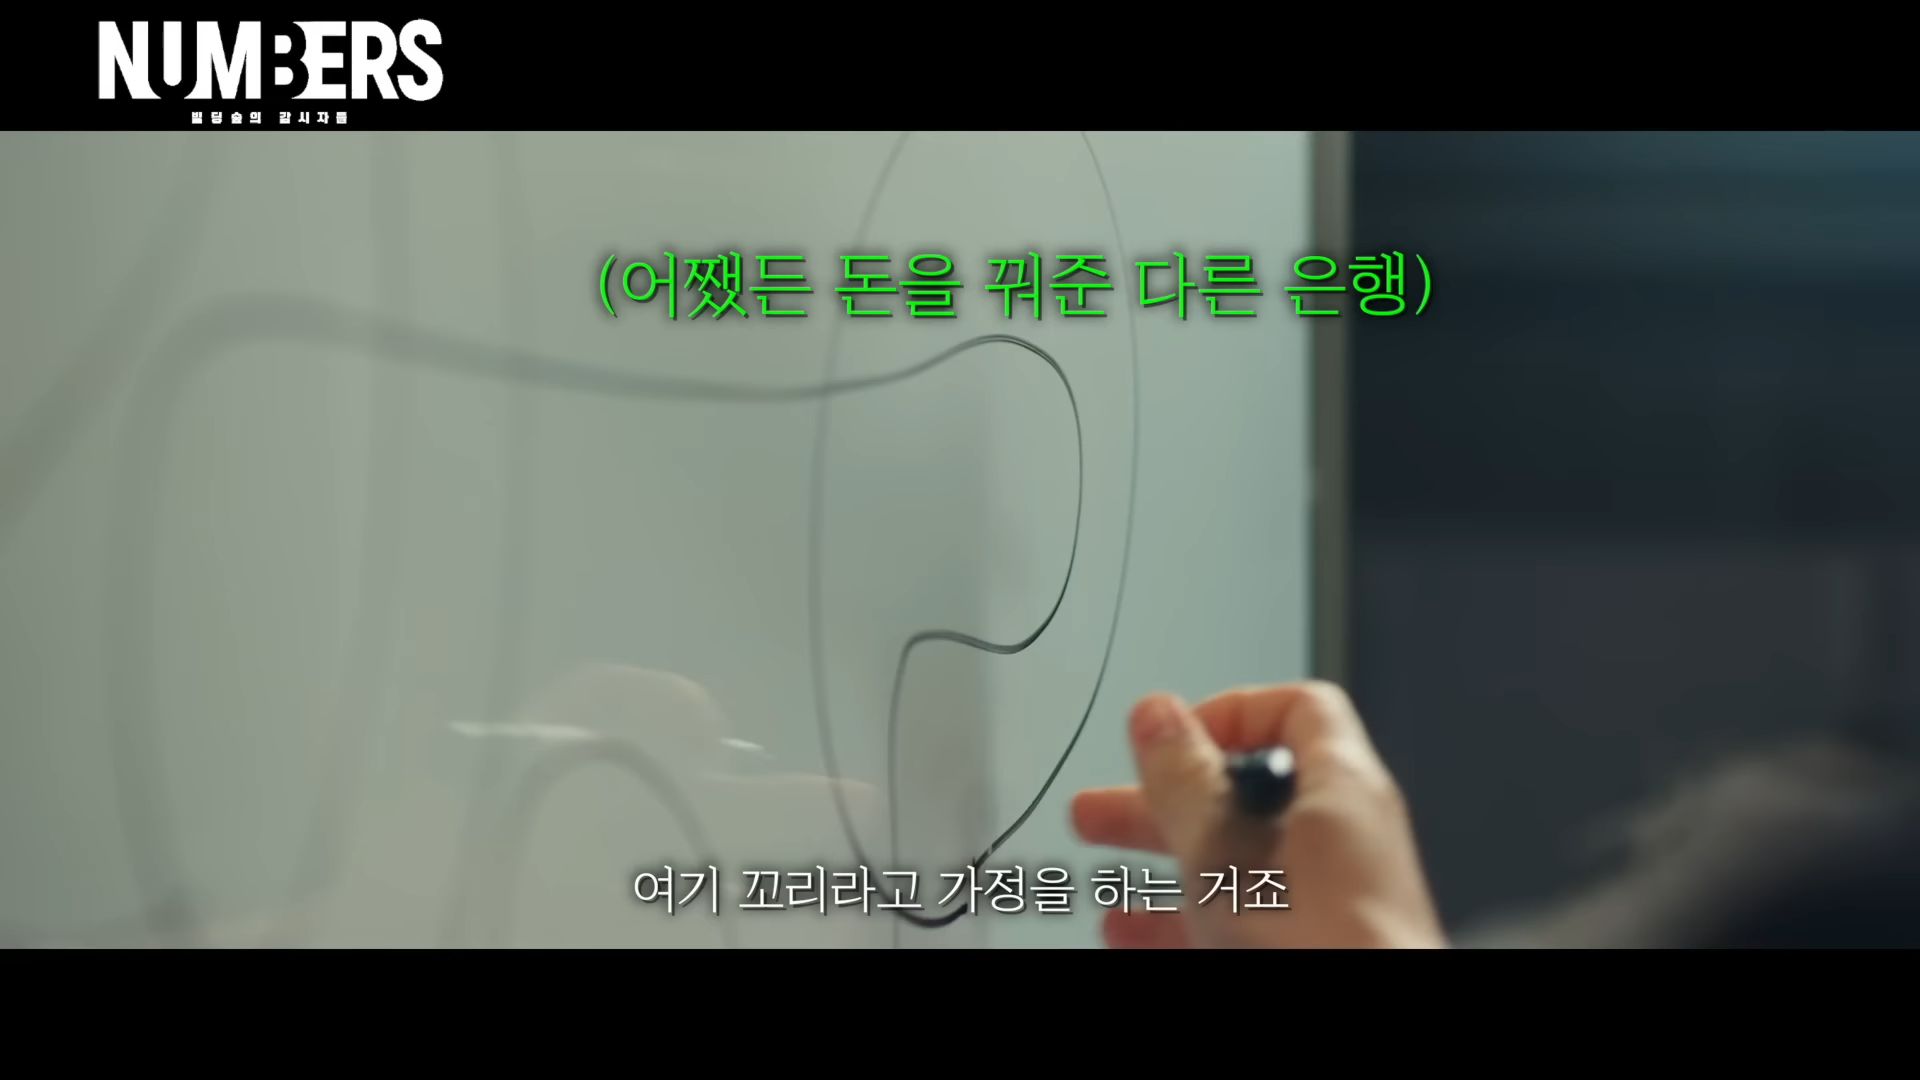 NUMBERS
빌딩숲의 감시자들
(어쨌든 돈을 꿔준 다른 은행)
여기 꼬리라고 가정을 하는 거죠